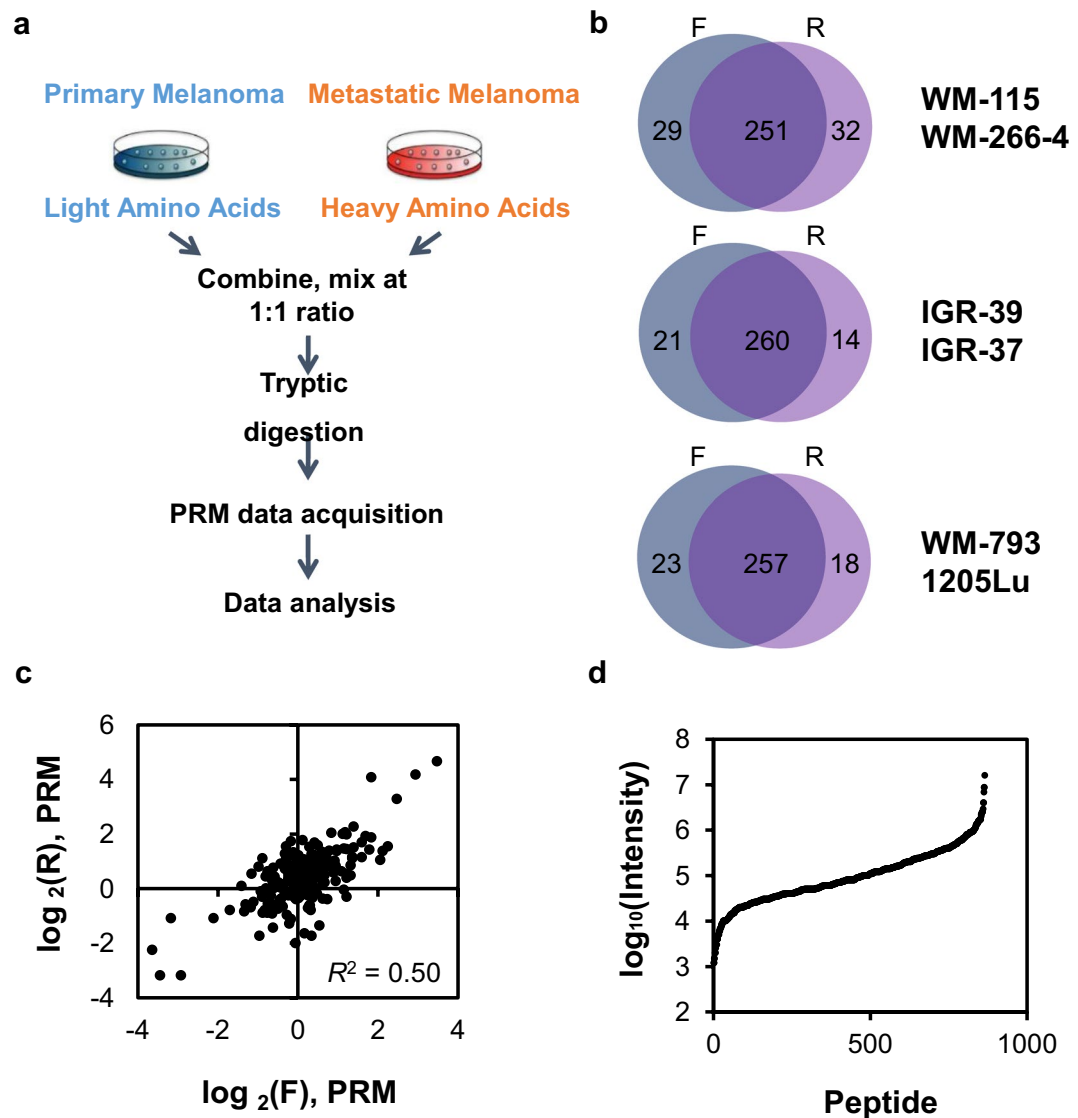 a
Primary Melanoma
Metastatic Melanoma
Light Amino Acids
Heavy Amino Acids
Combine, mix at
1:1 ratio
Tryptic
digestion
PRM data acquisition
Data analysis
b
F R
29 251 32
WM-115
WM-266-4
F R
21 260 14
IGR-39
IGR-37
F R
23 257 18
WM-793
1205Lu
c
log 2(R), PRM
6
4
2
0
-2
-4
R² = 0.50
-4 -2 0 2 4
log 2(F), PRM
d
log10(Intensity)
8
7
6
5
4
3
2
0 500 1000
Peptide